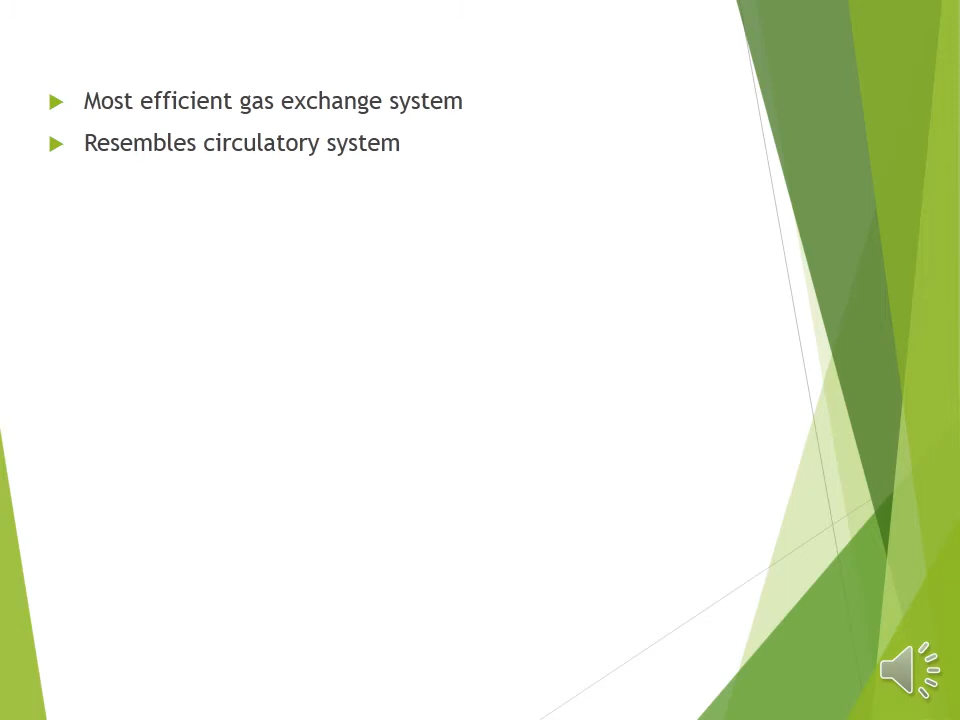 Most efficient gas exchange system
Resembles circulatory system